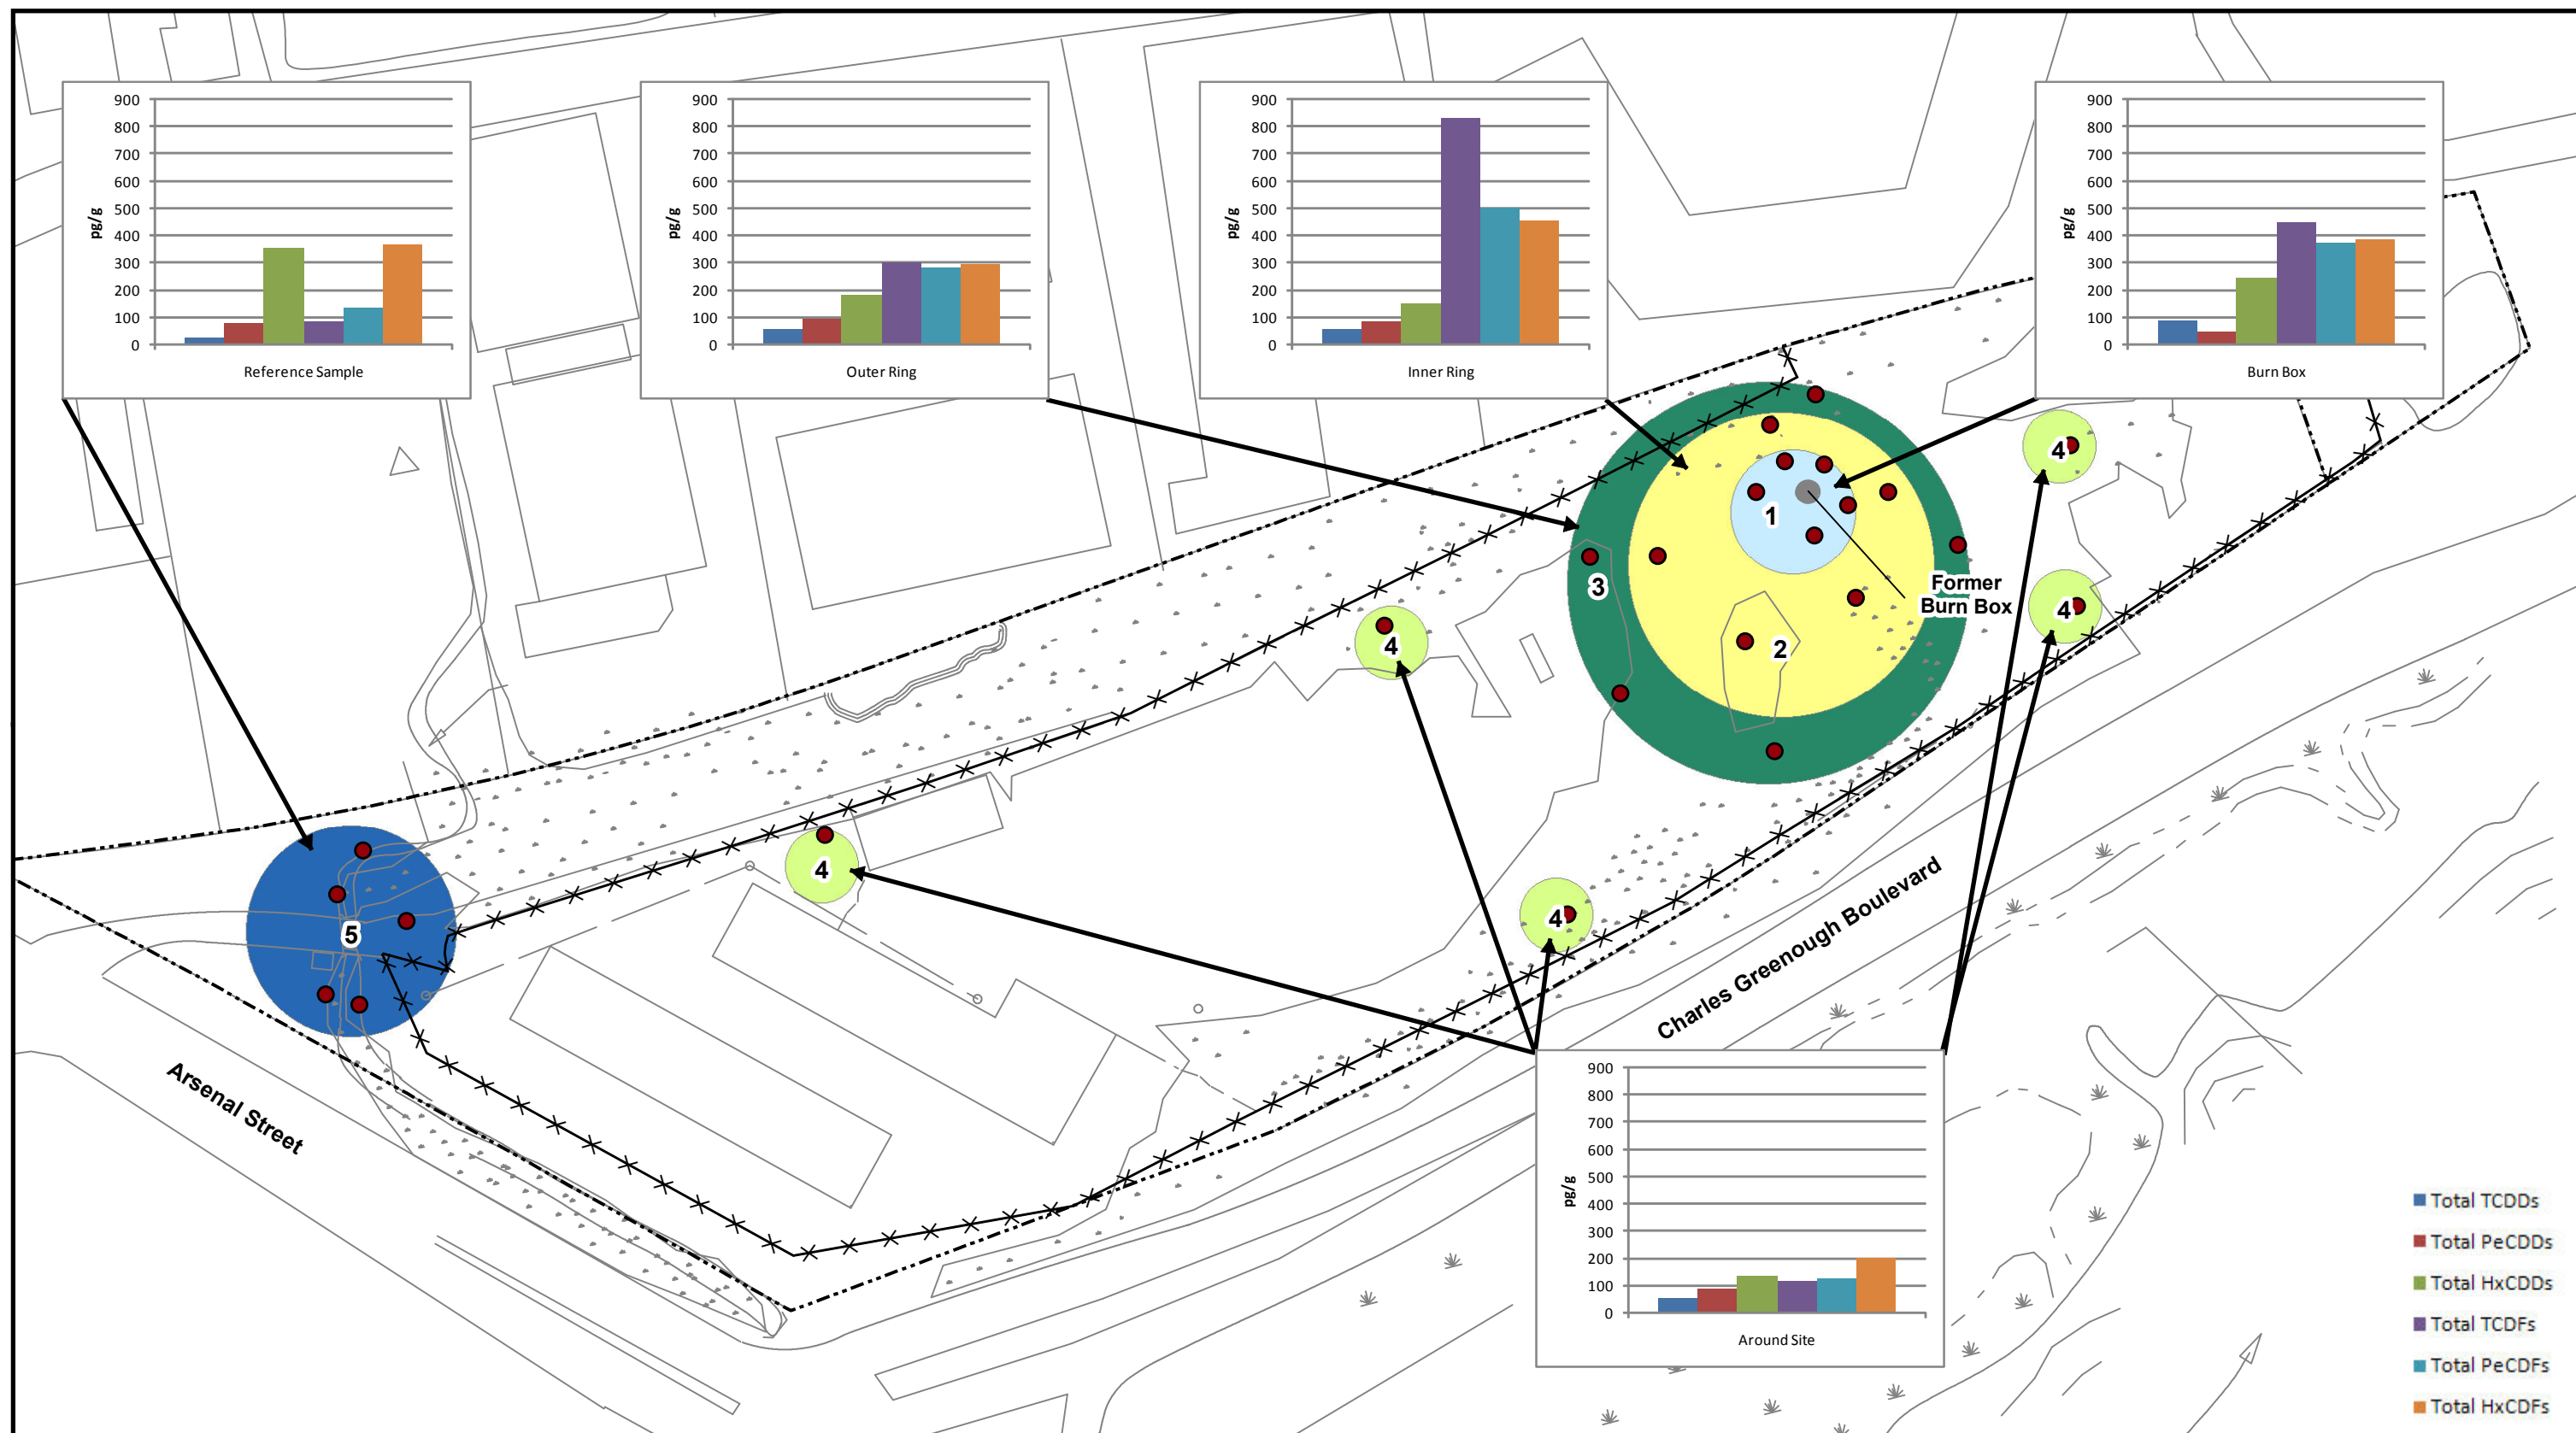 900
800
700
600
500
400
300
200
100
0
pg/g
Reference Sample
900
800
700
600
500
400
300
200
100
0
pg/g
Outer Ring
900
800
700
600
500
400
300
200
100
0
pg/g
Inner Ring
900
800
700
600
500
400
300
200
100
0
pg/g
Burn Box
4
1
3
Former
Burn Box
4
4
2
4
4
5
Charles Greenough Boulevard
Arsenal Street
900
800
700
600
500
400
300
200
100
0
pg/g
Around Site
Total TCDDs
Total PeCDDs
Total HxCDDs
Total TCDFs
Total PeCDFs
Total HxCDFs